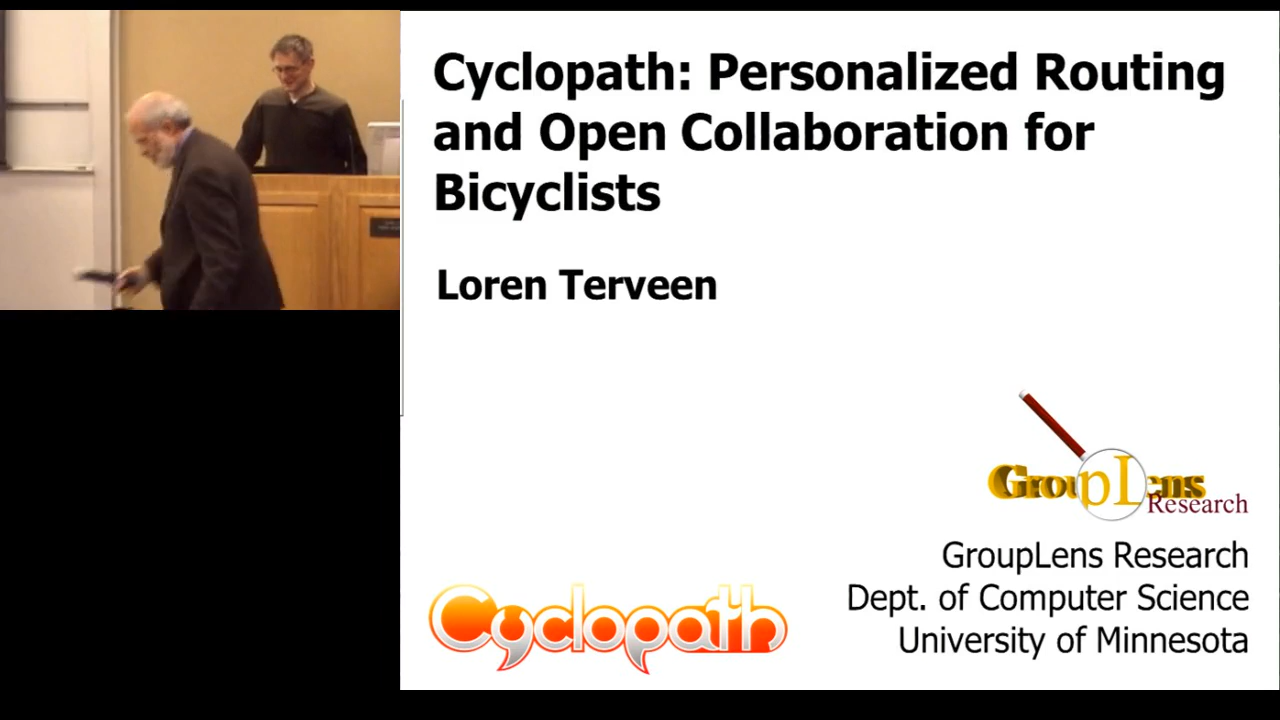 Cyclopath: Personalized Routing
and Open Collaboration for
Bicyclists
Loren Terveen
GroupLens
Research
GroupLens Research
Dept. of Computer Science
University of Minnesota
Cyclopath